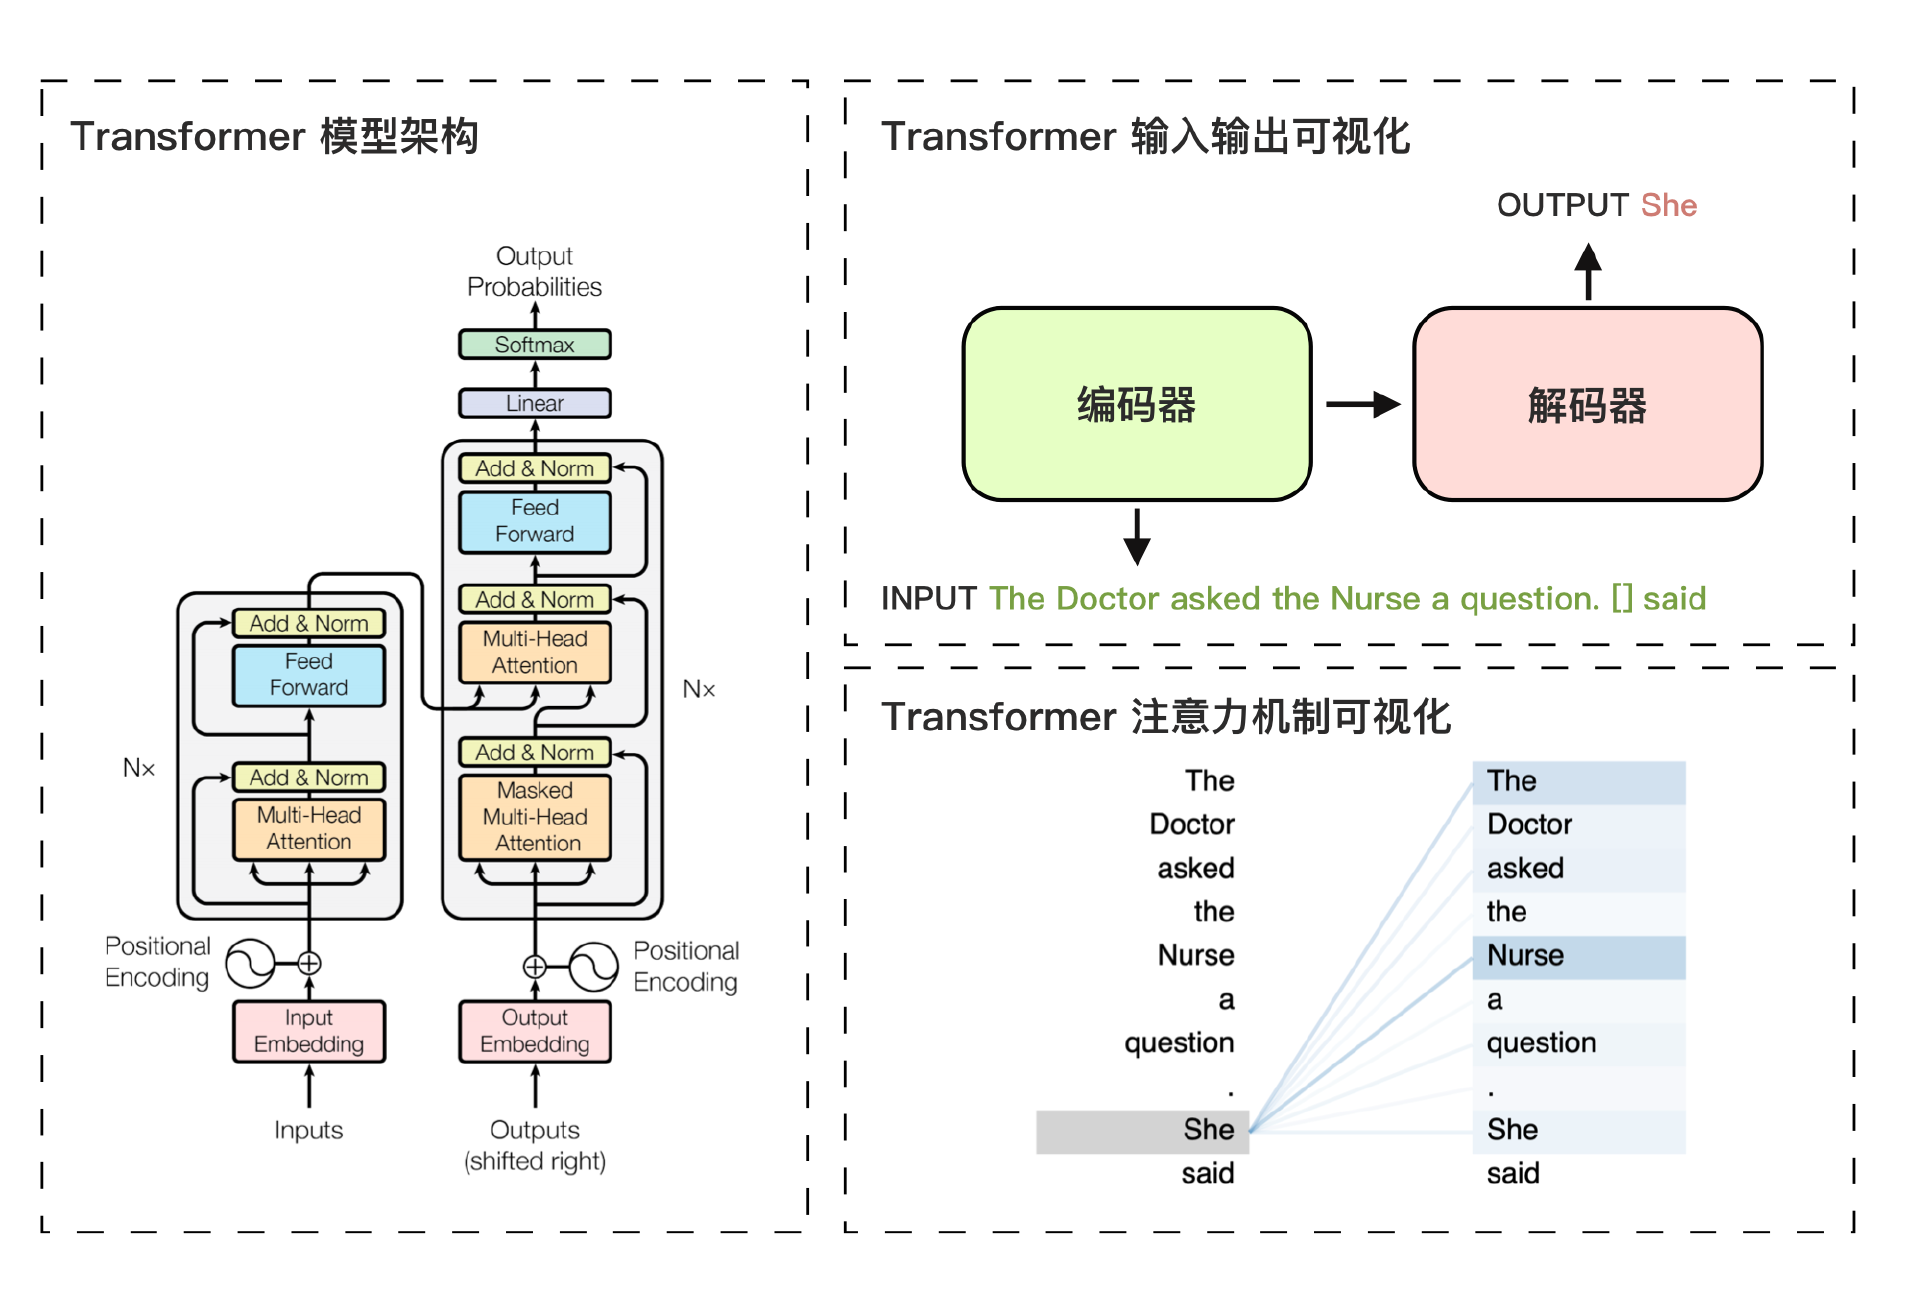 Transformer 模型架构
Output
Probabilities
Softmax
Linear
Add & Norm
Feed
Forward
Add & Norm
Multi-Head
Attention
Add & Norm
Masked
Multi-Head
Attention
Nx
Add & Norm
Feed
Forward
Add & Norm
Multi-Head
Attention
Nx
Positional
Encoding
Positional
Encoding
Input
Embedding
Output
Embedding
Inputs
Outputs
(shifted right)
Transformer 输入输出可视化
OUTPUT She
编码器
解码器
INPUT The Doctor asked the Nurse a question. [] said
Transformer 注意力机制可视化
The
Doctor
asked
the
Nurse
a
question
.
She
said
The
Doctor
asked
the
Nurse
a
question
.
She
said